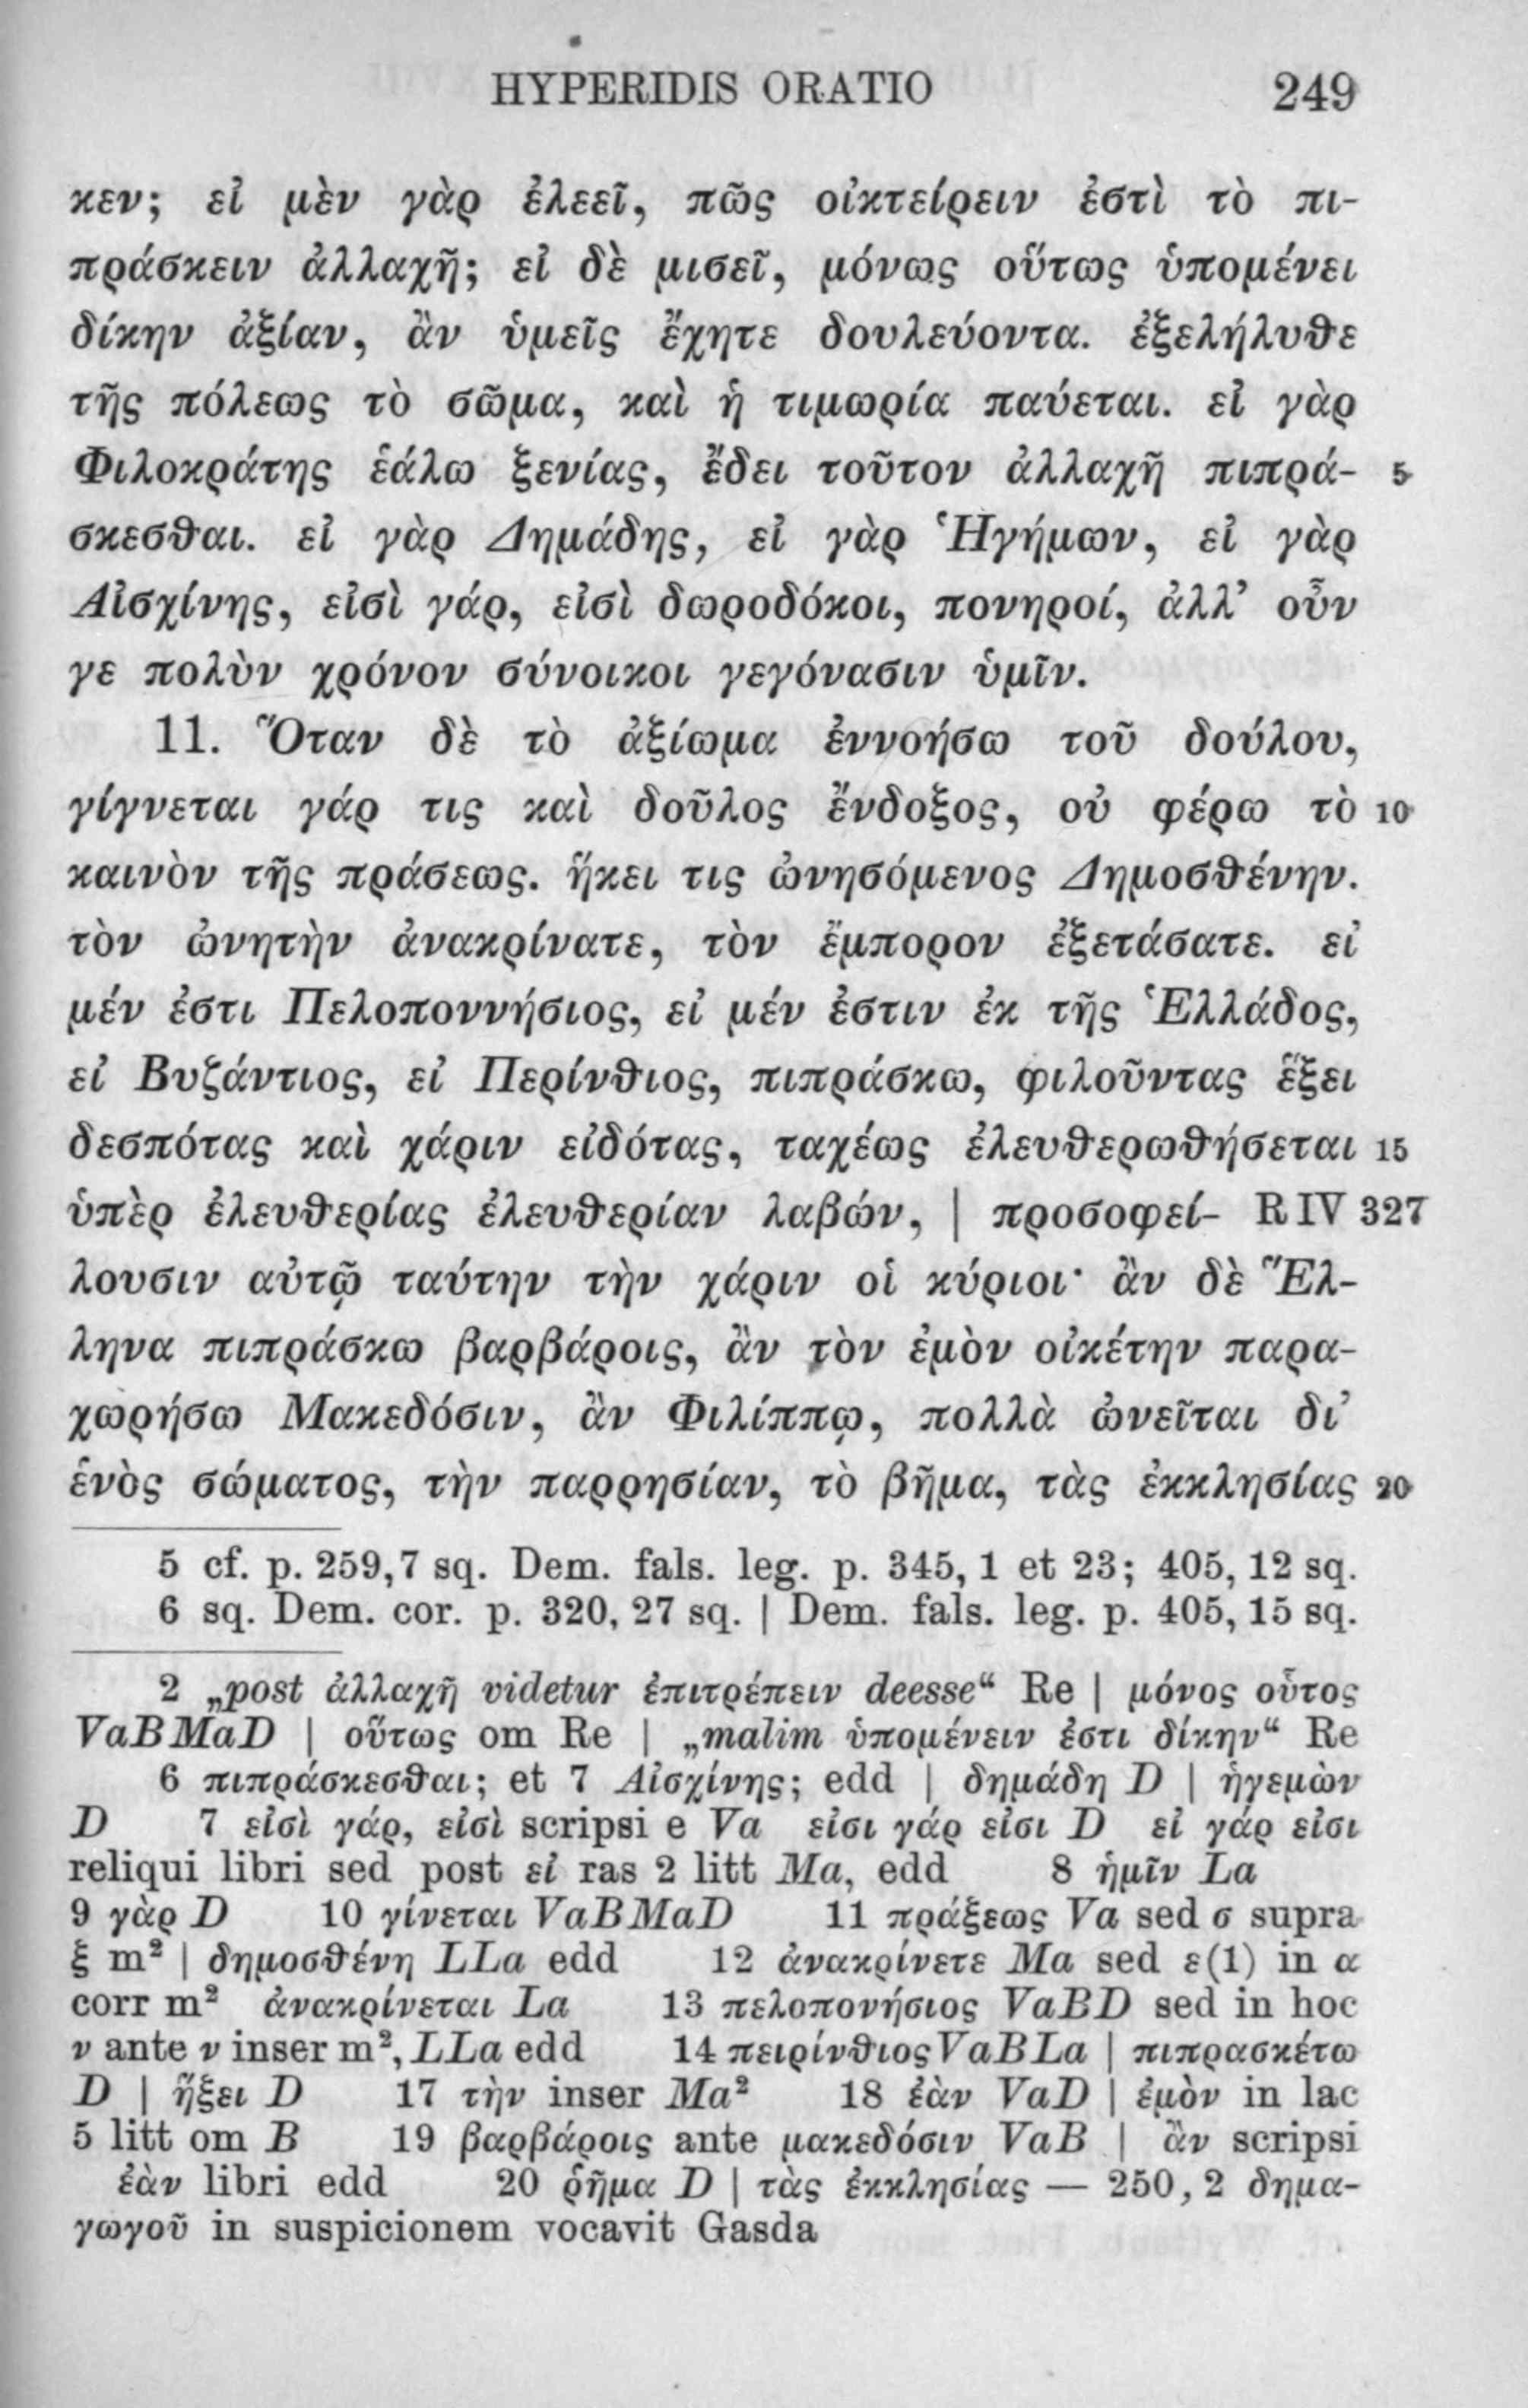 HYPERIDIS ORATIO 249
κεν; εἰ μὲν γὰρ ἐλεεῖ, πῶς οἰκτείρειν ἐστὶ τὸ πι-
πράσκειν ἀλλαχῆ; εἰ δὲ μισεῖ, μόνως οὕτως ὑπομένει
δίκην ἀξίαν, ἂν ὑμεῖς ἔχητε δουλεύοντα. ἐξελήλυθε
τῆς πόλεως τὸ σῶμα, καὶ ἡ τιμωρία παύεται. εἰ γὰρ
Φιλοκράτης ἑάλω ξενίας, ἔδει τοῦτον ἀλλαχῆ πιπρά- 5
σκεσθαι. εἰ γὰρ Δημάδης, εἰ γὰρ Ἡγήμων, εἰ γὰρ
Αἰσχίνης, εἰσὶ γάρ, εἰσὶ δωροδόκοι, πονηροί, ἀλλ’ οὖν
γε πολὺν χρόνον σύνοικοι γεγόνασιν ὑμῖν.
11. Ὅταν δὲ τὸ ἀξίωμα ἐννοήσω τοῦ δούλου,
γίγνεται γάρ τις καὶ δοῦλος ἔνδοξος, οὐ φέρω τὸ 10
καινὸν τῆς πράσεως. ἥκει τις ὠνησόμενος Δημοσθένην.
τὸν ὠνητὴν ἀνακρίνατε, τὸν ἔμπορον ἐξετάσατε. εἰ
μέν ἐστι Πελοποννήσιος, εἰ μέν ἐστιν ἐκ τῆς Ἑλλάδος,
εἰ Βυζάντιος, εἰ Περίνθιος, πιπράσκω, φιλοῦντας ἕξει
δεσπότας καὶ χάριν εἰδότας, ταχέως ἐλευθερωθήσεται 15
ὑπὲρ ἐλευθερίας ἐλευθερίαν λαβών, | προσοφεί- R IV 327
λουσιν αὐτῷ ταύτην τὴν χάριν οἱ κύριοι· ἂν δὲ Ἕλ-
ληνα πιπράσκω βαρβάροις, ἂν τὸν ἐμὸν οἰκέτην παρα-
χωρήσω Μακεδόσιν, ἂν Φιλίππῳ, πολλὰ ὠνεῖται δι’
ἑνὸς σώματος, τὴν παρρησίαν, τὸ βῆμα, τὰς ἐκκλησίας 20
5 cf. p. 259,7 sq. Dem. fals. leg. p. 345, 1 et 23; 405, 12 sq.
6 sq. Dem. cor. p. 320, 27 sq. | Dem. fals. leg. p. 405, 15 sq.
2 „post ἀλλαχῆ videtur ἐπιτρέπειν deesse“ Re | μόνος οὗτος
VaBMaD | οὕτως om Re | „malim ὑπομένειν ἐστι δίκην“ Re
6 πιπράσκεσθαι; et 7 Αἰσχίνης; edd | δημάδη D | ἡγεμὼν
D 7 εἰσὶ γάρ, εἰσὶ scripsi e Va εἰσι γάρ εἰσι D εἰ γάρ εἰσι
reliqui libri sed post εἰ ras 2 litt Ma, edd 8 ἡμῖν La
9 γὰρ D 10 γίνεται VaBMaD 11 πράξεως Va sed σ supra
ξ m² | δημοσθένη LLa edd 12 ἀνακρίνετε Ma sed ε(1) in α
corr m² ἀνακρίνεται La 13 πελοπονήσιος VaBD sed in hoc
ν ante ν inser m², LLa edd 14 πειρίνθιος VaBLa | πιπρασκέτω
D | ἥξει D 17 τὴν inser Ma² 18 ἐὰν VaD | ἐμὸν in lac
5 litt om B 19 βαρβάροις ante μακεδόσιν VaB | ἂν scripsi
ἐὰν libri edd 20 ῥῆμα D | τὰς ἐκκλησίας — 250, 2 δημα-
γωγοῦ in suspicionem vocavit Gasda